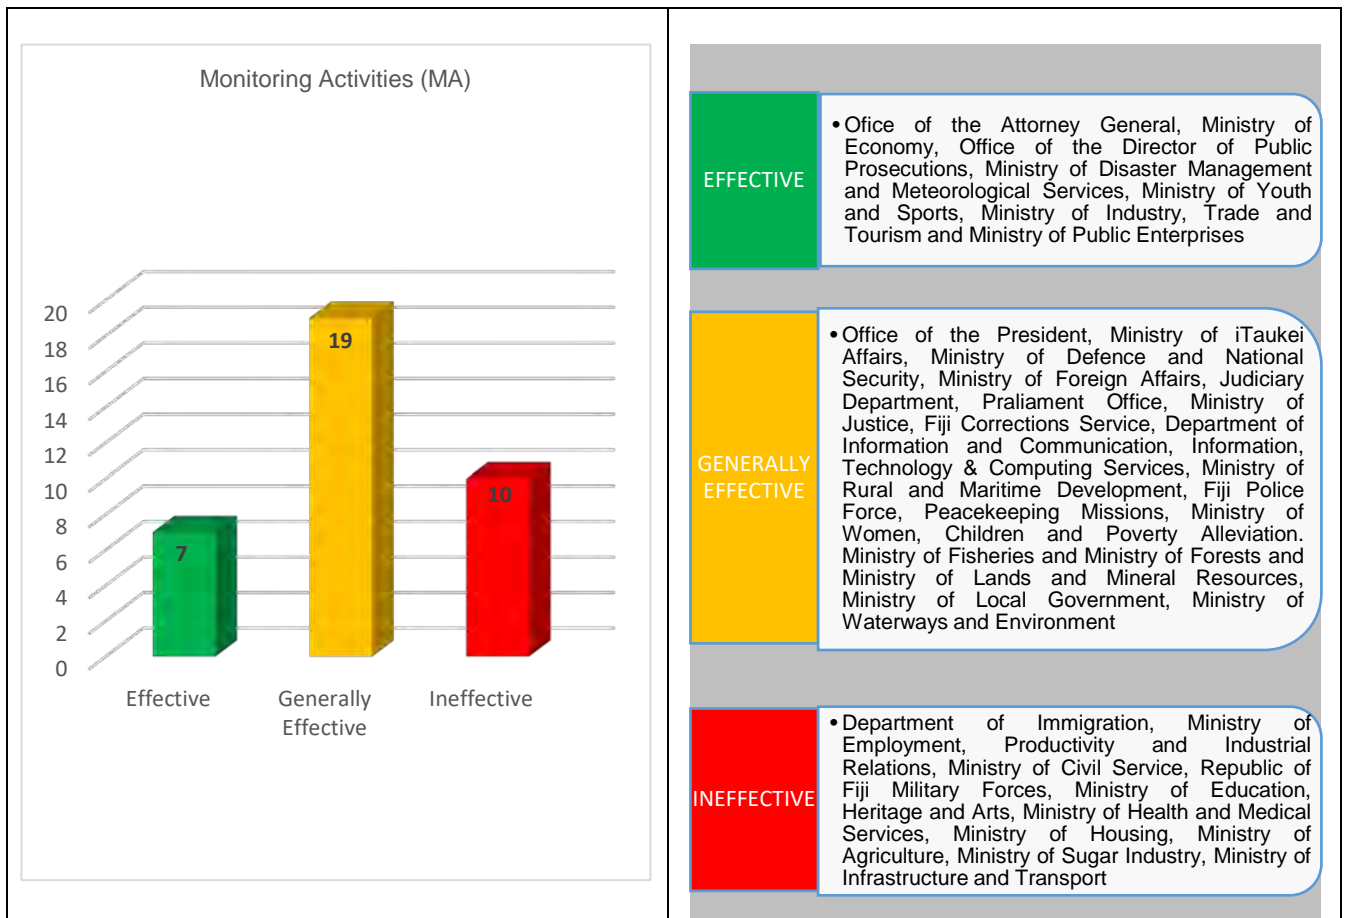 Monitoring Activities (MA)
20
18
16
14
12
10
8
6
4
2
0
7
19
10
Effective
Generally
Effective
Ineffective
EFFECTIVE
•Ofice of the Attorney General, Ministry of
Economy, Office of the Director of Public
Prosecutions, Ministry of Disaster Management
and Meteorological Services, Ministry of Youth
and Sports, Ministry of Industry, Trade and
Tourism and Ministry of Public Enterprises
GENERALLY
EFFECTIVE
•Office of the President, Ministry of iTaukei
Affairs, Ministry of Defence and National
Security, Ministry of Foreign Affairs, Judiciary
Department, Praliament Office, Ministry of
Justice, Fiji Corrections Service, Department of
Information and Communication, Information,
Technology & Computing Services, Ministry of
Rural and Maritime Development, Fiji Police
Force, Peacekeeping Missions, Ministry of
Women, Children and Poverty Alleviation.
Ministry of Fisheries and Ministry of Forests and
Ministry of Lands and Mineral Resources,
Ministry of Local Government, Ministry of
Waterways and Environment
INEFFECTIVE
•Department of Immigration, Ministry of
Employment, Productivity and Industrial
Relations, Ministry of Civil Service, Republic of
Fiji Military Forces, Ministry of Education,
Heritage and Arts, Ministry of Health and Medical
Services, Ministry of Housing, Ministry of
Agriculture, Ministry of Sugar Industry, Ministry of
Infrastructure and Transport